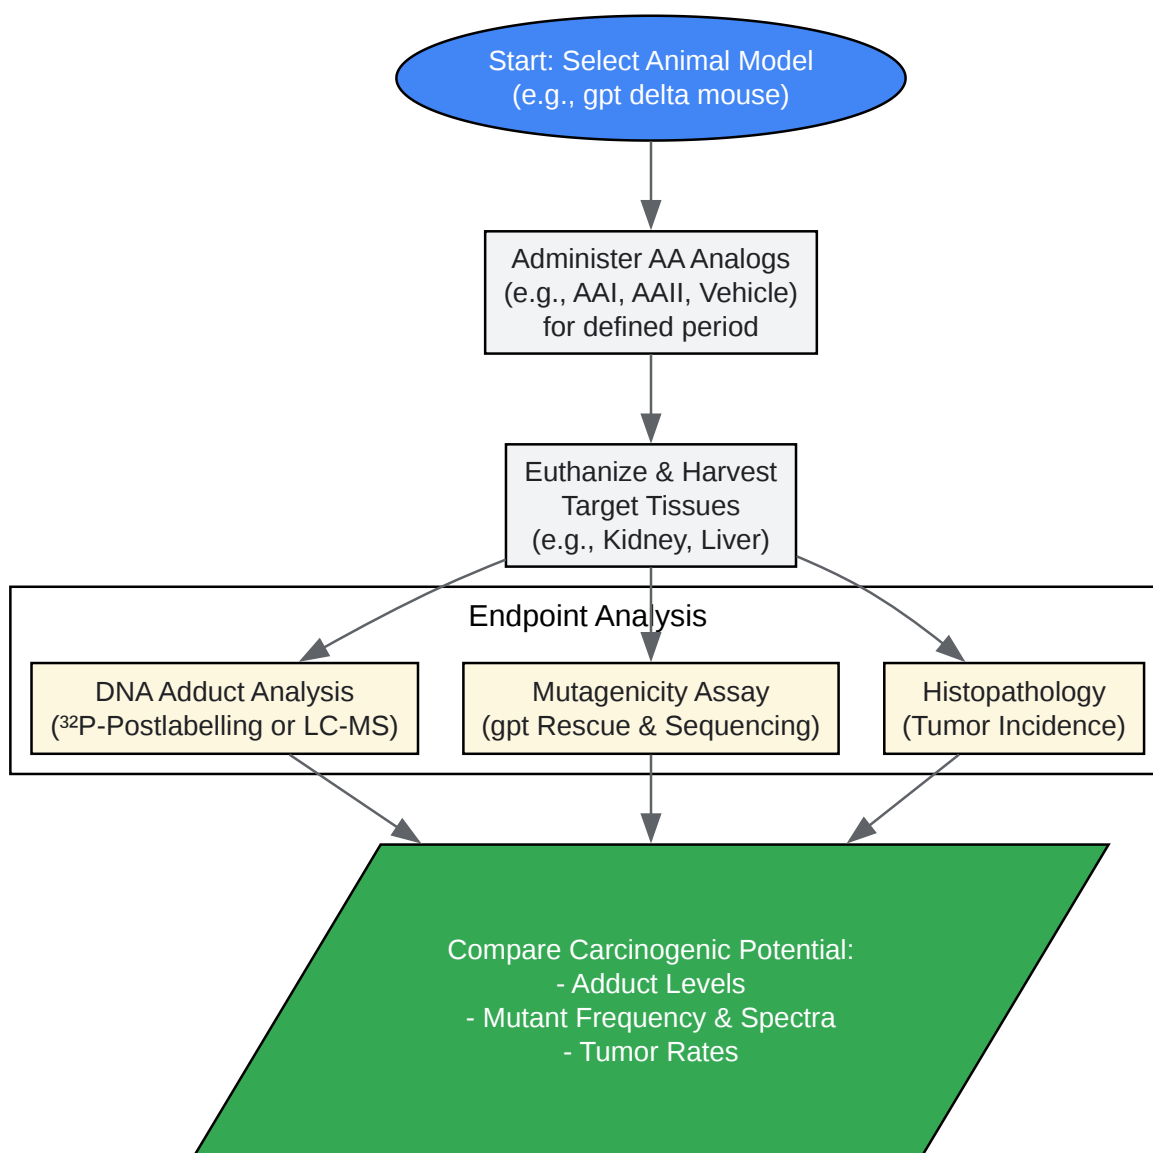 Start: Select Animal Model
(e.g., gpt delta mouse)
Administer AA Analogs
(e.g., AAI, AAII, Vehicle)
for defined period
Euthanize & Harvest
Target Tissues
(e.g., Kidney, Liver)
Endpoint Analysis
DNA Adduct Analysis
(³²P-Postlabelling or LC-MS)
Mutagenicity Assay
(gpt Rescue & Sequencing)
Histopathology
(Tumor Incidence)
Compare Carcinogenic Potential:
- Adduct Levels
- Mutant Frequency & Spectra
- Tumor Rates